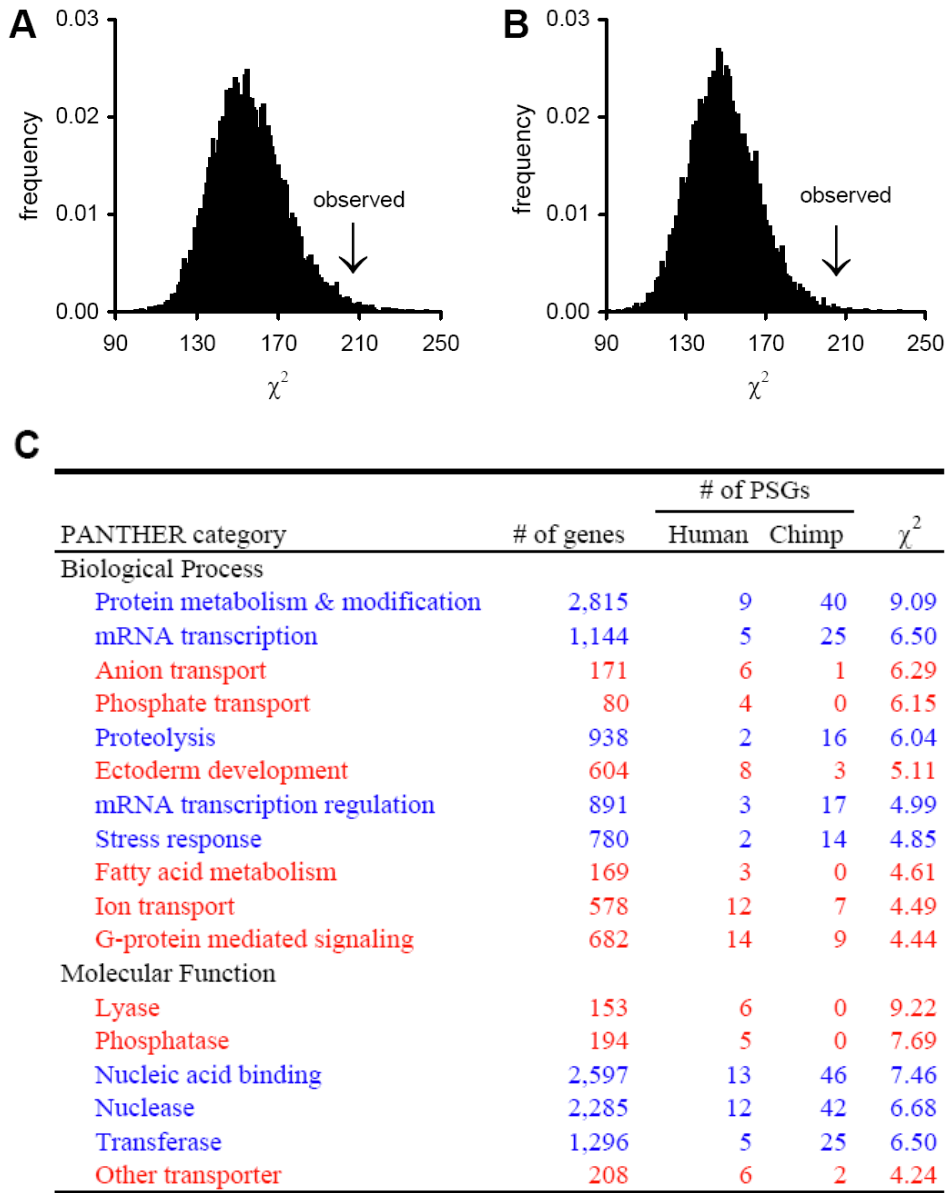 A
0.03
0.02
0.01
0.00
frequency
observed
90 130 170 210 250
χ²
B
0.03
0.02
0.01
0.00
frequency
observed
90 130 170 210 250
χ²
C
# of PSGs
PANTHER category # of genes Human Chimp χ²
Biological Process
Protein metabolism & modification 2,815 9 40 9.09
mRNA transcription 1,144 5 25 6.50
Anion transport 171 6 1 6.29
Phosphate transport 80 4 0 6.15
Proteolysis 938 2 16 6.04
Ectoderm development 604 8 3 5.11
mRNA transcription regulation 891 3 17 4.99
Stress response 780 2 14 4.85
Fatty acid metabolism 169 3 0 4.61
Ion transport 578 12 7 4.49
G-protein mediated signaling 682 14 9 4.44
Molecular Function
Lyase 153 6 0 9.22
Phosphatase 194 5 0 7.69
Nucleic acid binding 2,597 13 46 7.46
Nuclease 2,285 12 42 6.68
Transferase 1,296 5 25 6.50
Other transporter 208 6 2 4.24